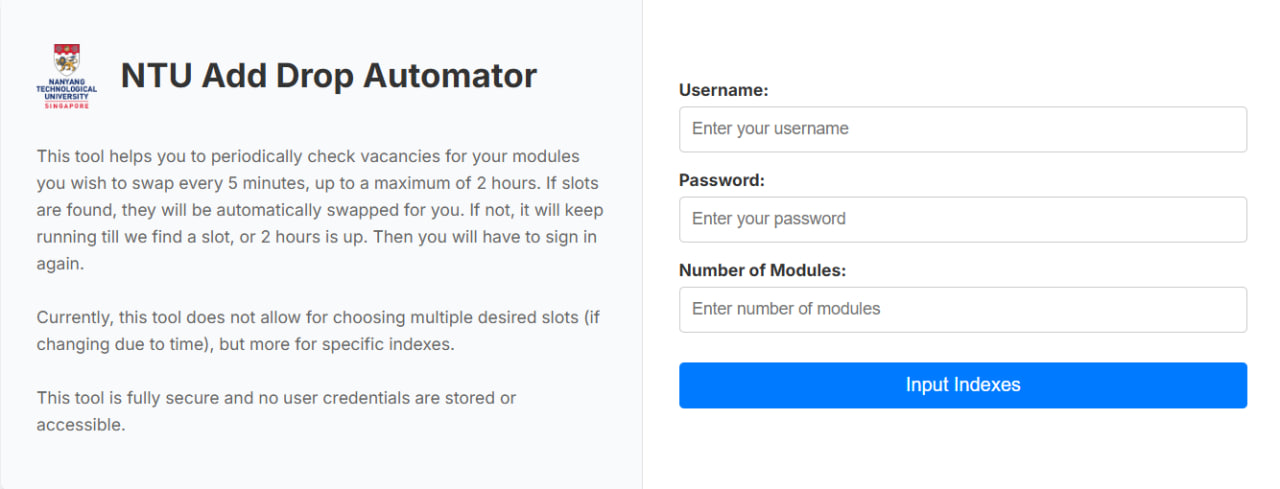 NANYANG
TECHNOLOGICAL
UNIVERSITY
SINGAPORE
NTU Add Drop Automator
This tool helps you to periodically check vacancies for your modules
you wish to swap every 5 minutes, up to a maximum of 2 hours. If slots
are found, they will be automatically swapped for you. If not, it will keep
running till we find a slot, or 2 hours is up. Then you will have to sign in
again.
Currently, this tool does not allow for choosing multiple desired slots (if
changing due to time), but more for specific indexes.
This tool is fully secure and no user credentials are stored or
accessible.
Username:
Enter your username
Password:
Enter your password
Number of Modules:
Enter number of modules
Input Indexes